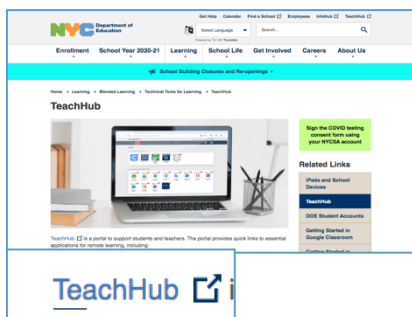 Get Help Calendar Find a School Employees InfoHub TeachHub
NYC Department of Education
Select Language
Search...
Powered by Google Translate
Enrollment School Year 2020-21 Learning School Life Get Involved Careers About Us
School Building Closures and Re-openings
Home Learning Blended Learning Technical Tools for Learning TeachHub
TeachHub
Sign the COVID testing
consent form using
your NYCSA account
Related Links
iPads and School
Devices
TeachHub
DOE Student Accounts
Getting Started in
Google Classroom
TeachHub is a portal to support students and teachers. The portal provides quick links to essential
applications for remote learning, including:
TeachHub i